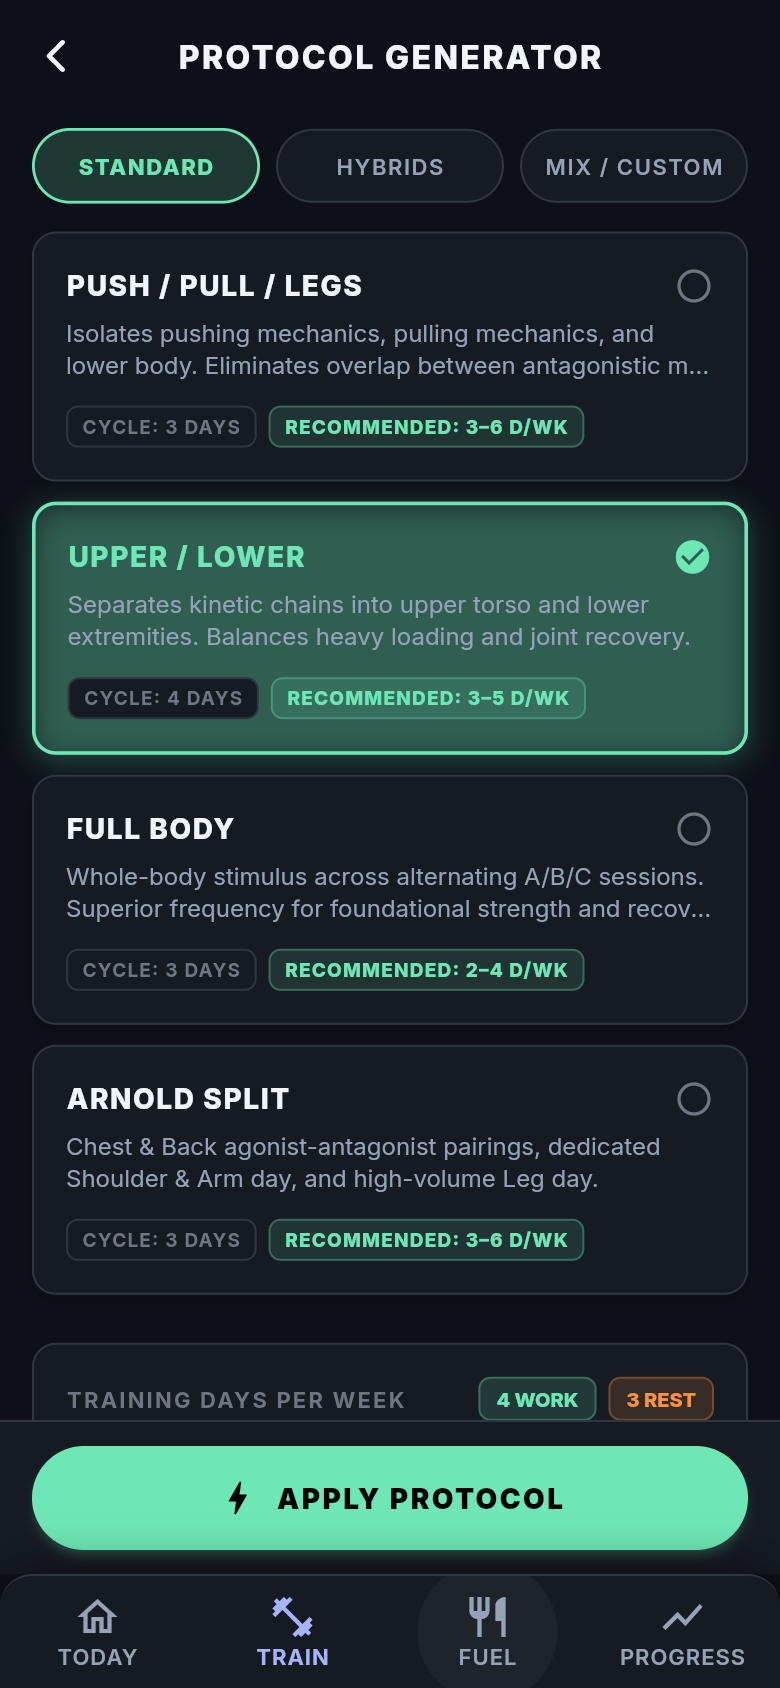 PROTOCOL GENERATOR
STANDARD
HYBRIDS
MIX / CUSTOM
PUSH / PULL / LEGS
Isolates pushing mechanics, pulling mechanics, and
lower body. Eliminates overlap between antagonistic m...
CYCLE: 3 DAYS
RECOMMENDED: 3–6 D/WK
UPPER / LOWER
Separates kinetic chains into upper torso and lower
extremities. Balances heavy loading and joint recovery.
CYCLE: 4 DAYS
RECOMMENDED: 3–5 D/WK
FULL BODY
Whole-body stimulus across alternating A/B/C sessions.
Superior frequency for foundational strength and recov...
CYCLE: 3 DAYS
RECOMMENDED: 2–4 D/WK
ARNOLD SPLIT
Chest & Back agonist-antagonist pairings, dedicated
Shoulder & Arm day, and high-volume Leg day.
CYCLE: 3 DAYS
RECOMMENDED: 3–6 D/WK
TRAINING DAYS PER WEEK
4 WORK
3 REST
APPLY PROTOCOL
TODAY
TRAIN
FUEL
PROGRESS